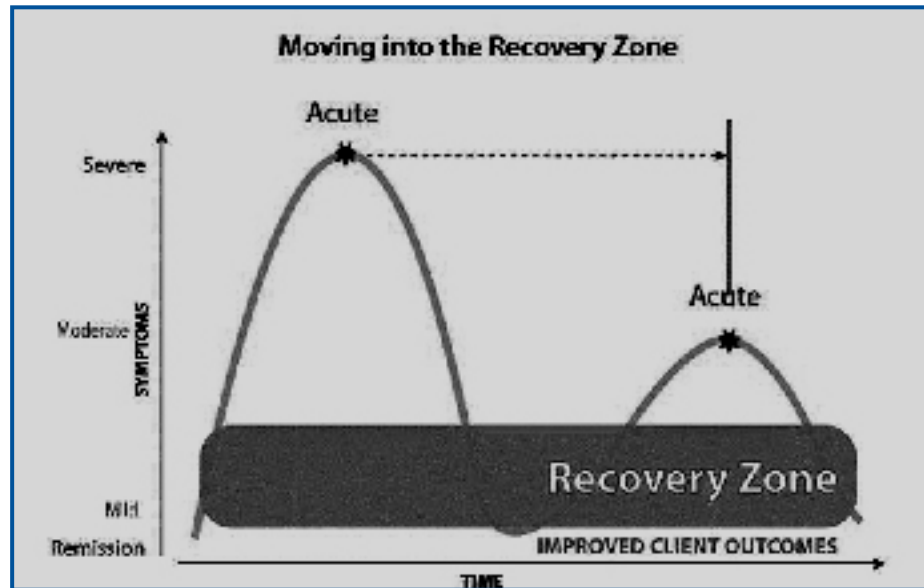 Moving into the Recovery Zone
Acute
Severe
Acute
Moderate
SYMPTOMS
Recovery Zone
Mild
Remission
IMPROVED CLIENT OUTCOMES
TIME